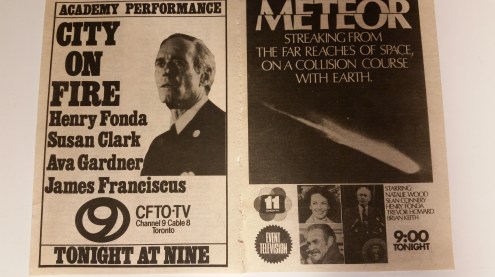 ACADEMY PERFORMANCE
CITY
ON
FIRE
Henry Fonda
Susan Clark
Ava Gardner
James Franciscus
9
CFTO-TV
Channel 9 Cable 8
Toronto
TONIGHT AT NINE
METEOR
STREAKING FROM
THE FAR REACHES OF SPACE,
ON A COLLISION COURSE
WITH EARTH.
11
EVENT
TELEVISION
STARRING
NATALIE WOOD
SEAN CONNERY
HENRY FONDA
TREVOR HOWARD
BRIAN KEITH
9:00
TONIGHT